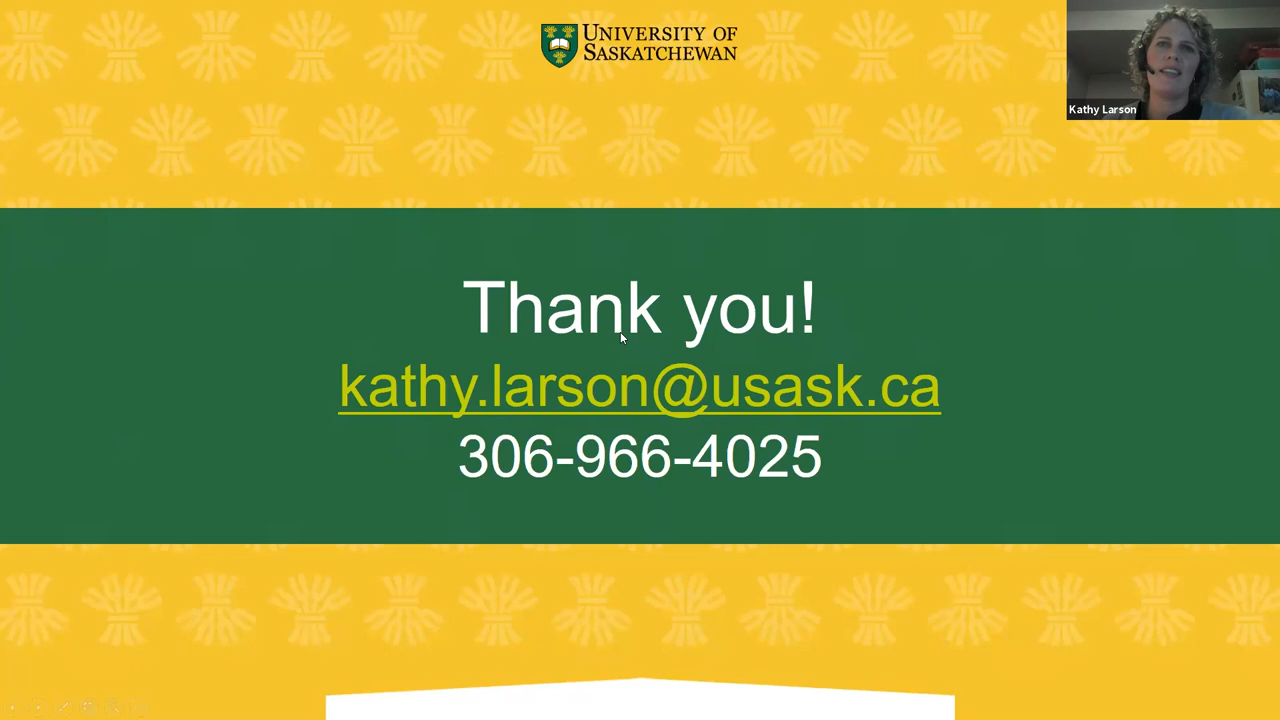 UNIVERSITY OF
SASKATCHEWAN
Kathy Larson
Thank you!
kathy.larson@usask.ca
306-966-4025